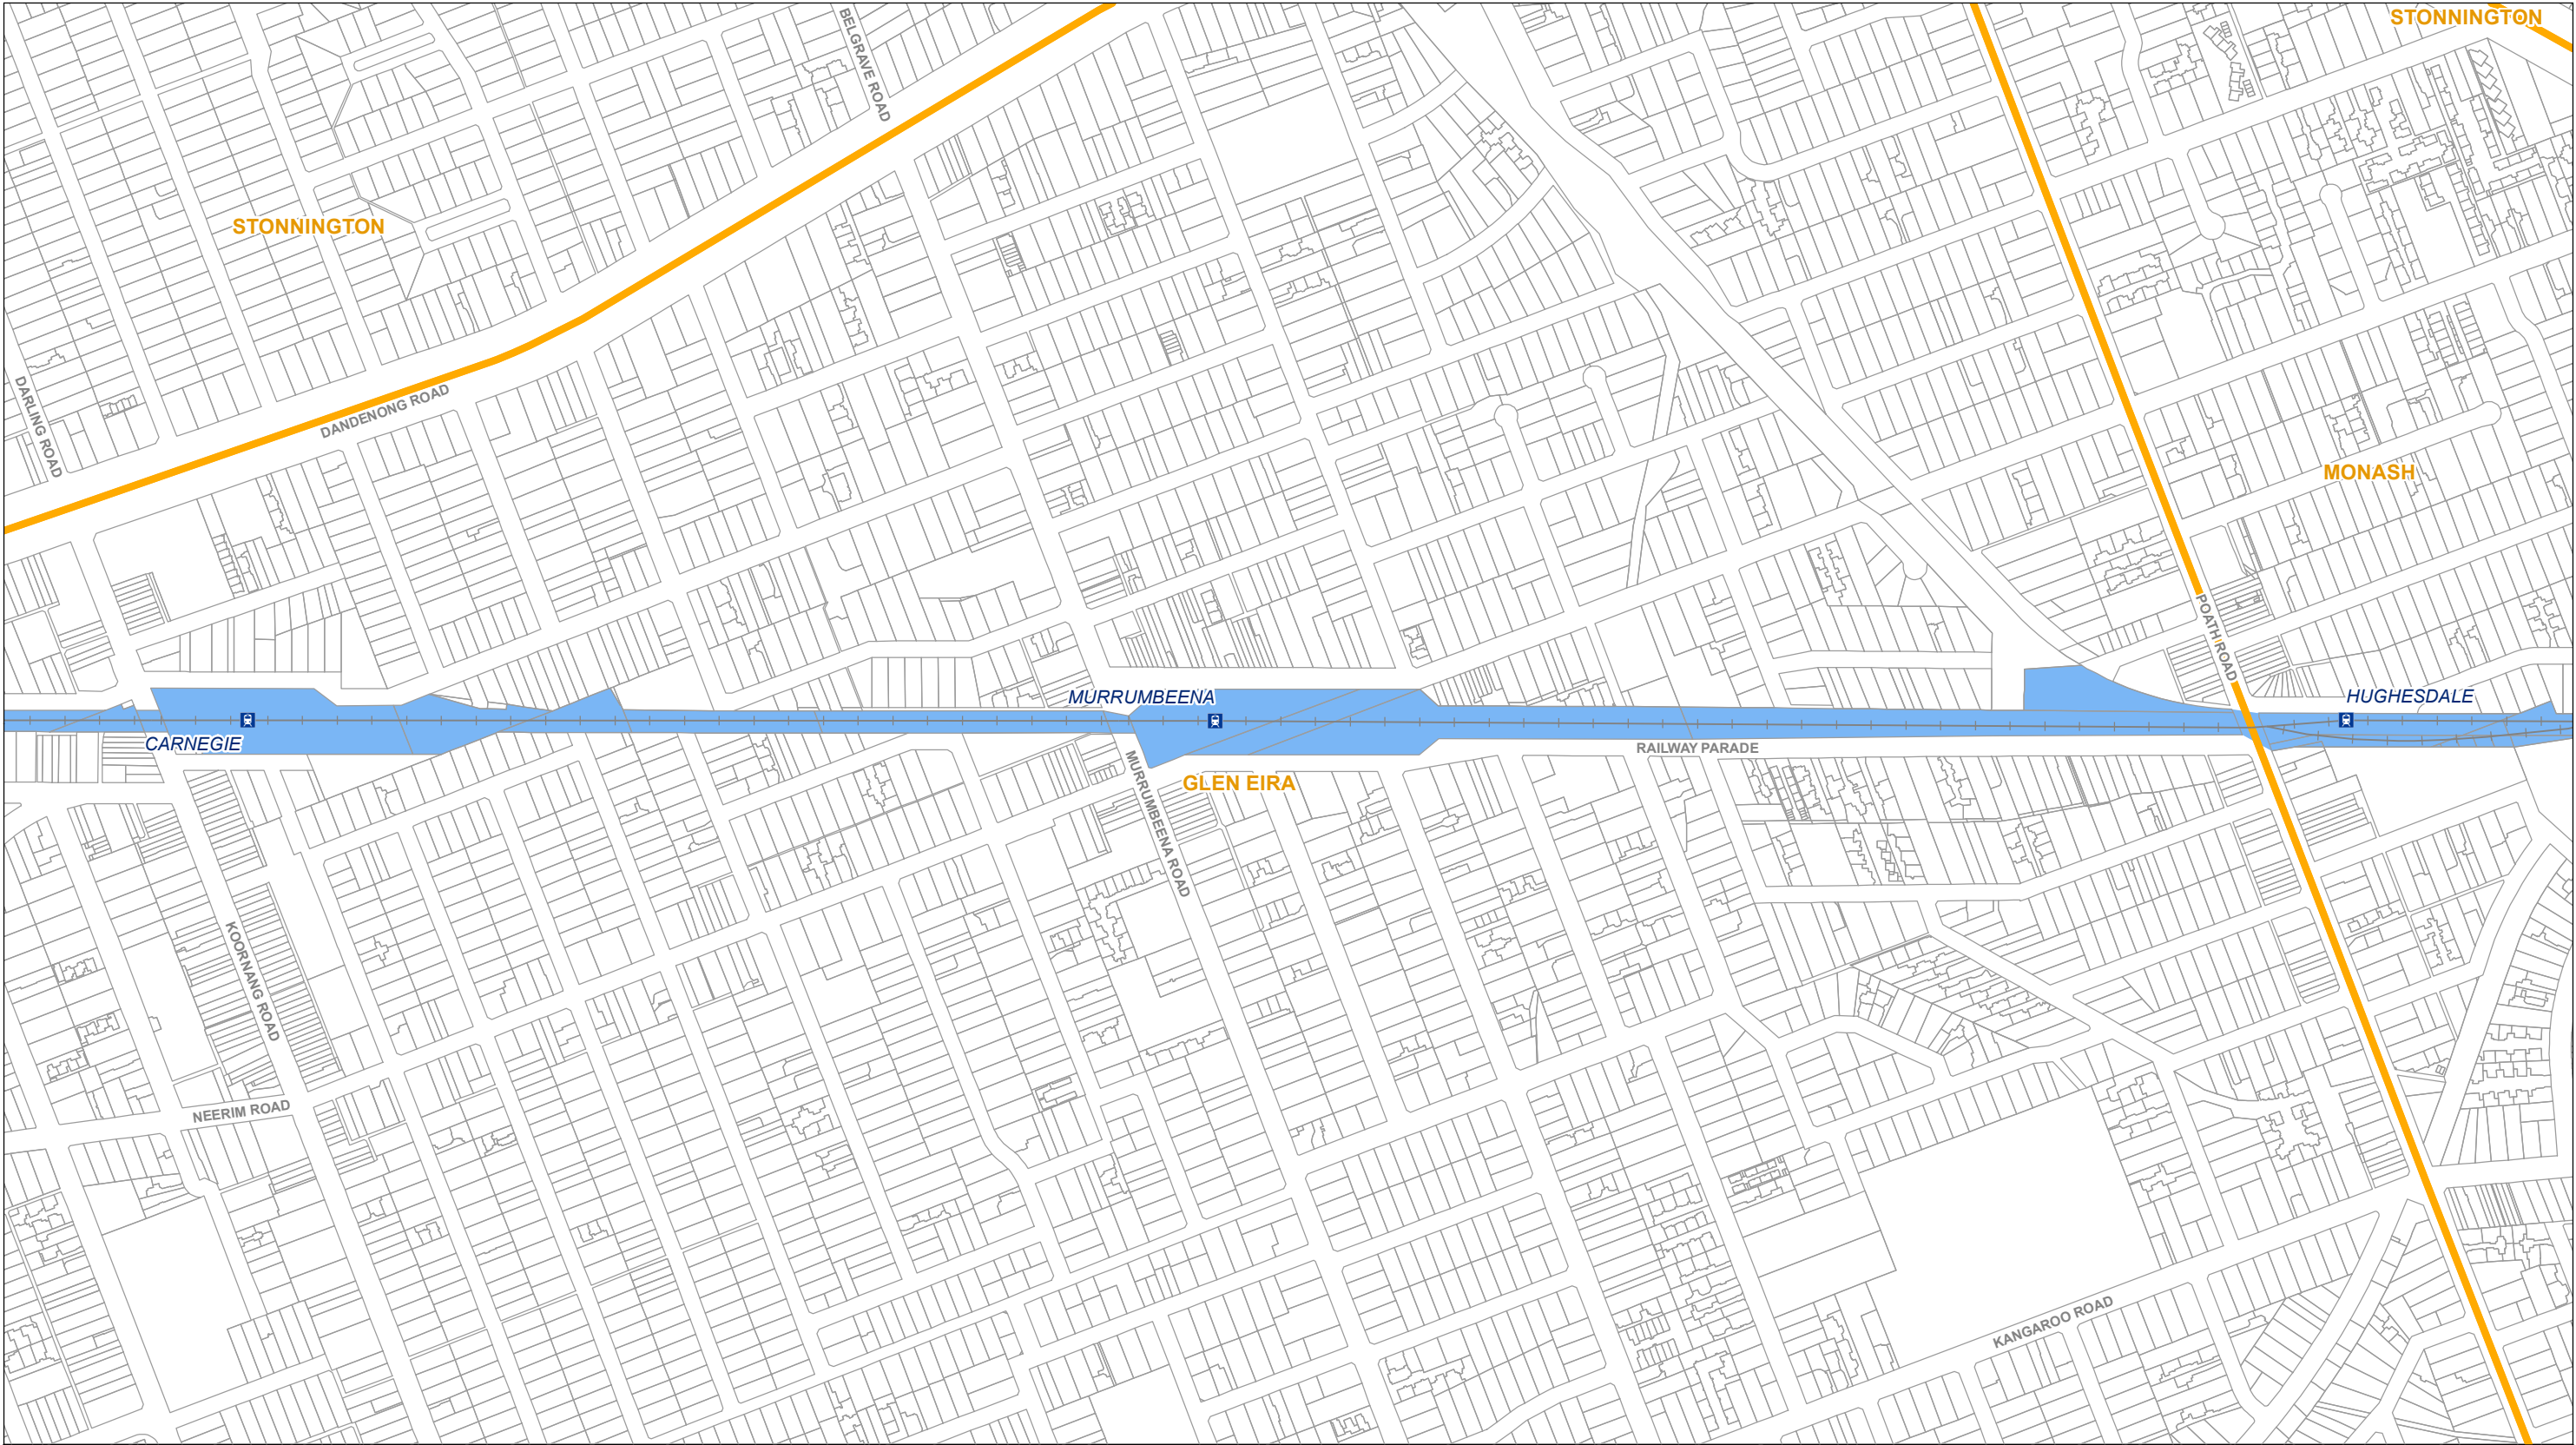 STONNINGTON
BELGRAVE ROAD
STONNINGTON
DARLING ROAD
DANDENONG ROAD
MONASH
POATH ROAD
MURRUMBEENA
HUGHESDALE
CARNEGIE
RAILWAY PARADE
GLEN EIRA
MURRUMBEENA ROAD
KOORNANG ROAD
NEERIM ROAD
KANGAROO ROAD